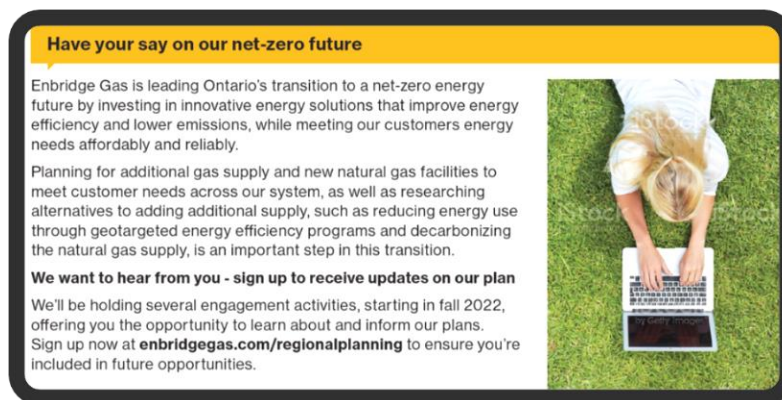 Have your say on our net-zero future
Enbridge Gas is leading Ontario's transition to a net-zero energy
future by investing in innovative energy solutions that improve energy
efficiency and lower emissions, while meeting our customers energy
needs affordably and reliably.
Planning for additional gas supply and new natural gas facilities to
meet customer needs across our system, as well as researching
alternatives to adding additional supply, such as reducing energy use
through geotargeted energy efficiency programs and decarbonizing
the natural gas supply, is an important step in this transition.
We want to hear from you - sign up to receive updates on our plan
We'll be holding several engagement activities, starting in fall 2022,
offering you the opportunity to learn about and inform our plans.
Sign up now at enbridgegas.com/regionalplanning to ensure you're
included in future opportunities.
iStock
iStock
by Getty Images